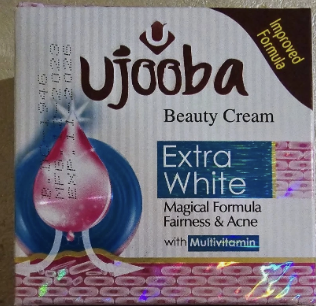 Improved
Formula
Ujooba
Beauty Cream
Extra
White
Magical Formula
Fairness & Acne
with Multivitamin